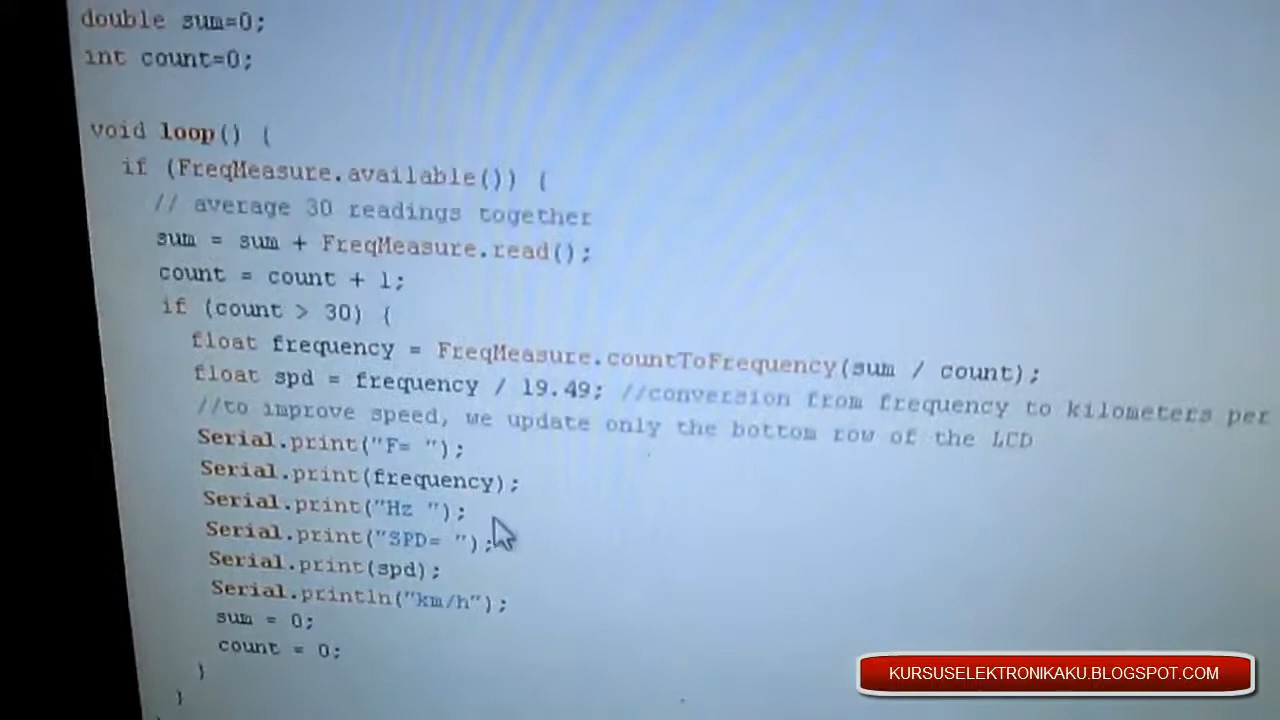 double sum=0;
int count=0;
void loop() {
if (FreqMeasure.available()) {
// average 30 readings together
sum = sum + FreqMeasure.read();
count = count + 1;
if (count > 30) {
float frequency = FreqMeasure.countToFrequency(sum / count);
float spd = frequency / 19.49; //conversion from frequency to kilometers per
//to improve speed, we update only the bottom row of the LCD
Serial.print("F= ");
Serial.print(frequency);
Serial.print("Hz ");
Serial.print("SPD= ");
Serial.print(spd);
Serial.println("km/h");
sum = 0;
count = 0;
}
}
KURSUSELEKTRONIKAKU.BLOGSPOT.COM